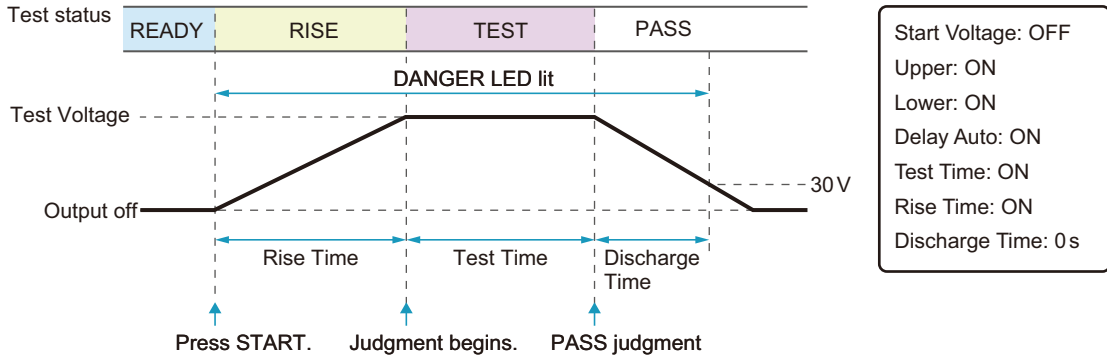 Test status
READY
RISE
TEST
PASS
DANGER LED lit
Test Voltage
30 V
Output off
Rise Time
Test Time
Discharge
Time
Press START.
Judgment begins.
PASS judgment
Start Voltage: OFF
Upper: ON
Lower: ON
Delay Auto: ON
Test Time: ON
Rise Time: ON
Discharge Time: 0 s